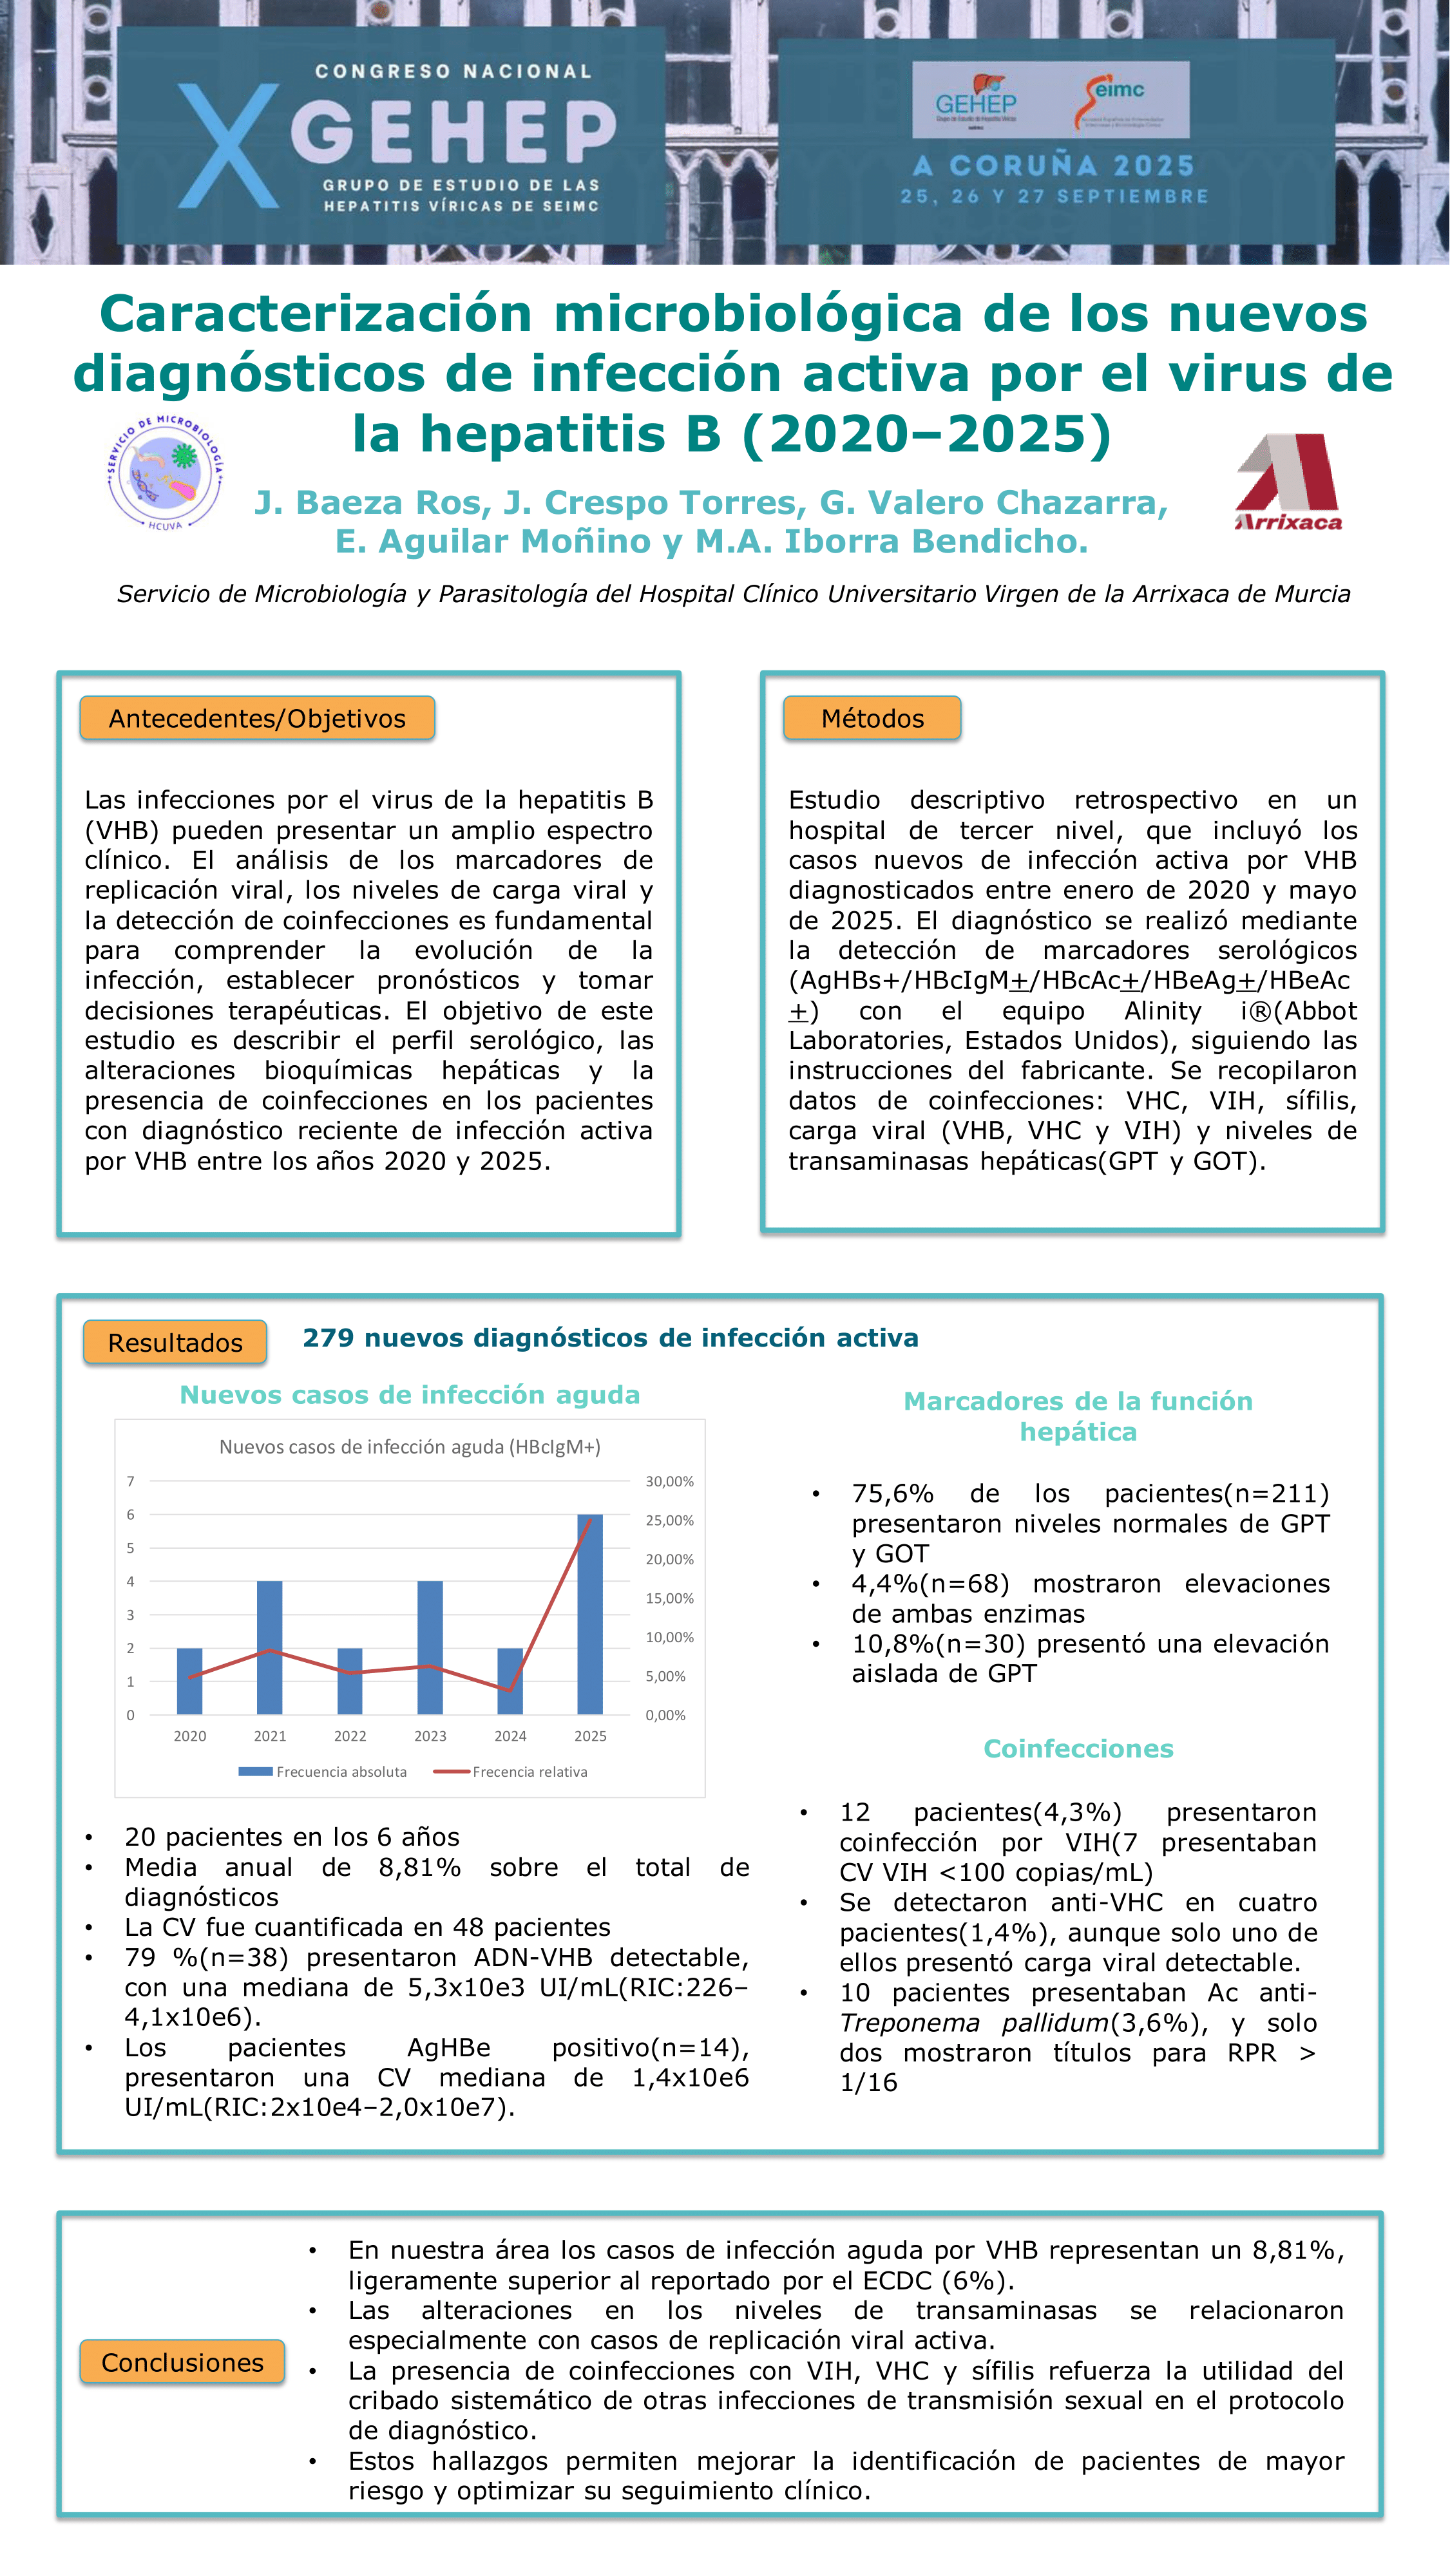 CONGRESO NACIONAL
X GEHEP
GRUPO DE ESTUDIO DE LAS
HEPATITIS VÍRICAS DE SEIMC
GEHEP
Grupo de Estudio de Hepatitis Víricas
Seimc
A CORUÑA 2025
25, 26 Y 27 SEPTIEMBRE
Caracterización microbiológica de los nuevos
diagnósticos de infección activa por el virus de
la hepatitis B (2020–2025)
SERVICIO DE MICROBIOLOGÍA
HCUVA
Arrixaca
J. Baeza Ros, J. Crespo Torres, G. Valero Chazarra,
E. Aguilar Moñino y M.A. Iborra Bendicho.
Servicio de Microbiología y Parasitología del Hospital Clínico Universitario Virgen de la Arrixaca de Murcia
Antecedentes/Objetivos
Las infecciones por el virus de la hepatitis B
(VHB) pueden presentar un amplio espectro
clínico. El análisis de los marcadores de
replicación viral, los niveles de carga viral y
la detección de coinfecciones es fundamental
para comprender la evolución de la
infección, establecer pronósticos y tomar
decisiones terapéuticas. El objetivo de este
estudio es describir el perfil serológico, las
alteraciones bioquímicas hepáticas y la
presencia de coinfecciones en los pacientes
con diagnóstico reciente de infección activa
por VHB entre los años 2020 y 2025.
Métodos
Estudio descriptivo retrospectivo en un
hospital de tercer nivel, que incluyó los
casos nuevos de infección activa por VHB
diagnosticados entre enero de 2020 y mayo
de 2025. El diagnóstico se realizó mediante
la detección de marcadores serológicos
(AgHBs+/HBcIgM±/HBcAc±/HBeAg±/HBeAc
±) con el equipo Alinity i®(Abbot
Laboratories, Estados Unidos), siguiendo las
instrucciones del fabricante. Se recopilaron
datos de coinfecciones: VHC, VIH, sífilis,
carga viral (VHB, VHC y VIH) y niveles de
transaminasas hepáticas(GPT y GOT).
Resultados
279 nuevos diagnósticos de infección activa
Nuevos casos de infección aguda
Nuevos casos de infección aguda (HBcIgM+)
7 30,00%
6 25,00%
5 20,00%
4 15,00%
3 10,00%
2 5,00%
1 0,00%
0
2020 2021 2022 2023 2024 2025
Frecuencia absoluta Frecencia relativa
• 20 pacientes en los 6 años
• Media anual de 8,81% sobre el total de
diagnósticos
• La CV fue cuantificada en 48 pacientes
• 79 %(n=38) presentaron ADN-VHB detectable,
con una mediana de 5,3x10e3 UI/mL(RIC:226–
4,1x10e6).
• Los pacientes AgHBe positivo(n=14),
presentaron una CV mediana de 1,4x10e6
UI/mL(RIC:2x10e4–2,0x10e7).
Marcadores de la función
hepática
• 75,6% de los pacientes(n=211)
presentaron niveles normales de GPT
y GOT
• 4,4%(n=68) mostraron elevaciones
de ambas enzimas
• 10,8%(n=30) presentó una elevación
aislada de GPT
Coinfecciones
• 12 pacientes(4,3%) presentaron
coinfección por VIH(7 presentaban
CV VIH <100 copias/mL)
• Se detectaron anti-VHC en cuatro
pacientes(1,4%), aunque solo uno de
ellos presentó carga viral detectable.
• 10 pacientes presentaban Ac anti-
Treponema pallidum(3,6%), y solo
dos mostraron títulos para RPR >
1/16
Conclusiones
• En nuestra área los casos de infección aguda por VHB representan un 8,81%,
ligeramente superior al reportado por el ECDC (6%).
• Las alteraciones en los niveles de transaminasas se relacionaron
especialmente con casos de replicación viral activa.
• La presencia de coinfecciones con VIH, VHC y sífilis refuerza la utilidad del
cribado sistemático de otras infecciones de transmisión sexual en el protocolo
de diagnóstico.
• Estos hallazgos permiten mejorar la identificación de pacientes de mayor
riesgo y optimizar su seguimiento clínico.